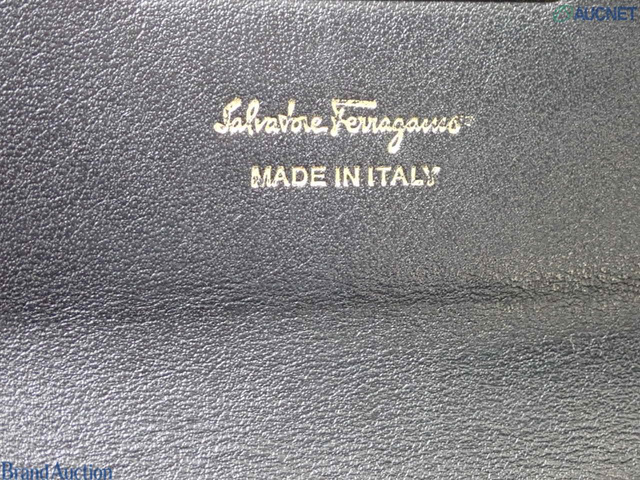 AUCNET
Salvatore Ferragamo
MADE IN ITALY
Brand Auction